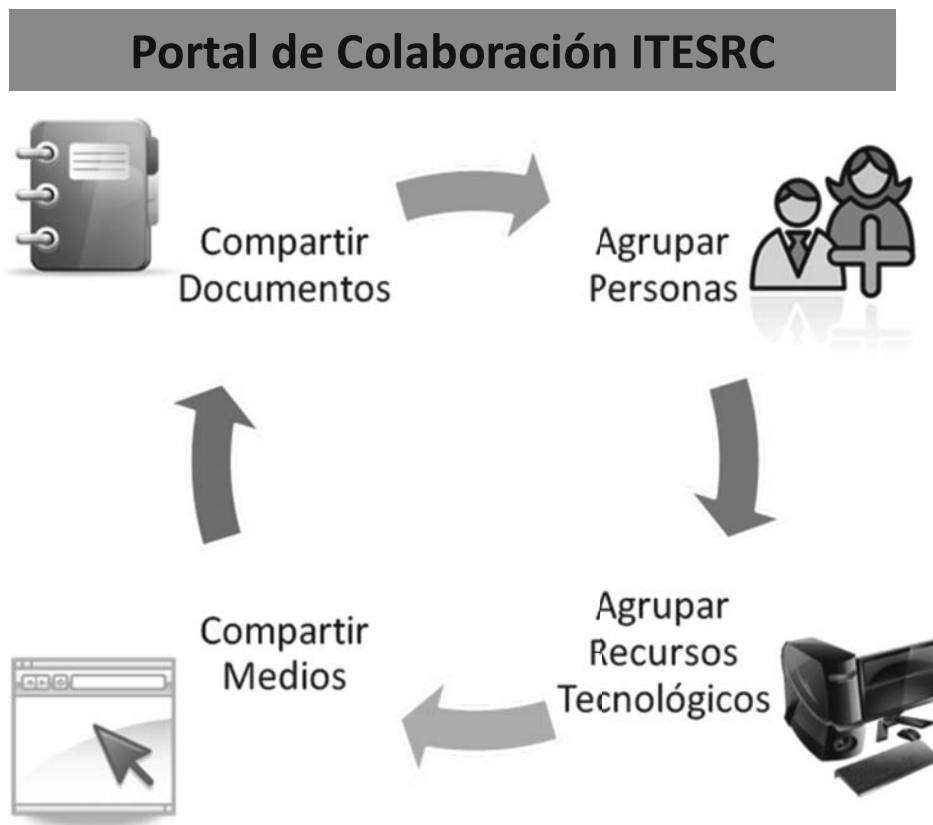 Portal de Colaboración ITESRC
Compartir
Documentos
Agrupar
Personas
Agrupar
Recursos
Tecnológicos
Compartir
Medios